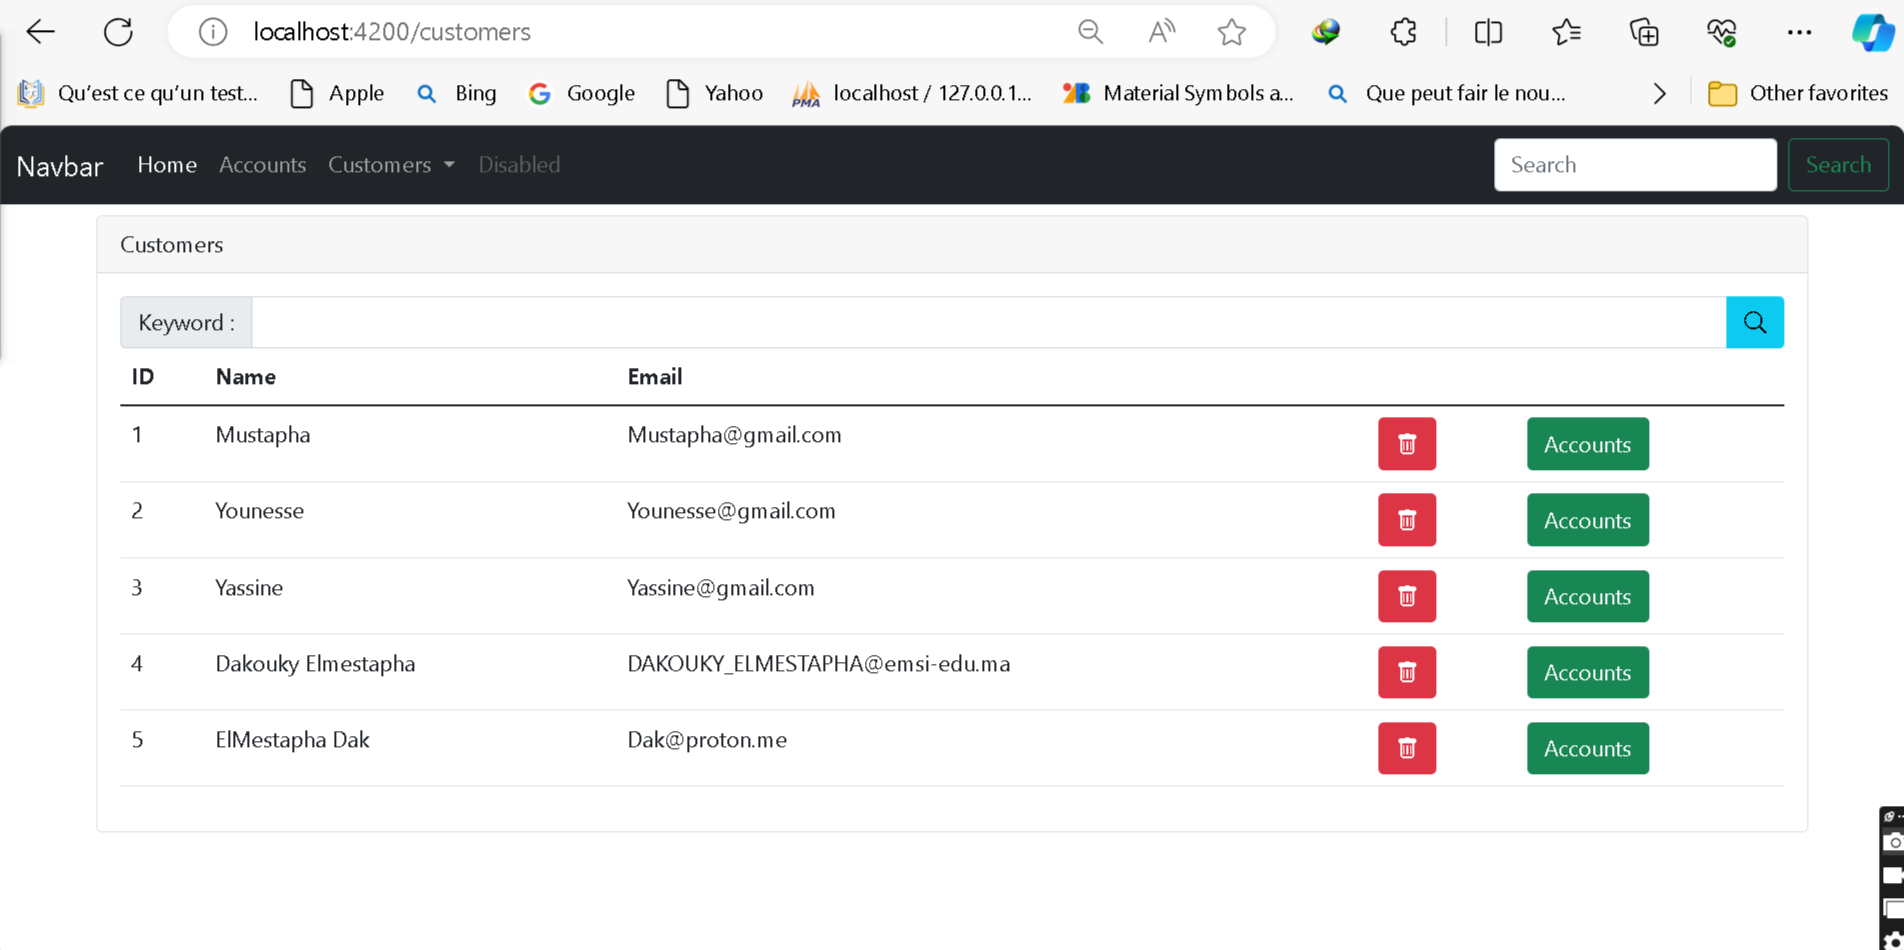 localhost:4200/customers
Qu'est ce qu'un test... Apple Bing Google Yahoo localhost / 127.0.0.1... Material Symbols a... Que peut fair le nou... Other favorites
Navbar Home Accounts Customers Disabled Search Search
Customers
Keyword :
ID Name Email
1 Mustapha Mustapha@gmail.com Accounts
2 Younesse Younesse@gmail.com Accounts
3 Yassine Yassine@gmail.com Accounts
4 Dakouky Elmestapha DAKOUKY_ELMESTAPHA@emsi-edu.ma Accounts
5 ElMestapha Dak Dak@proton.me Accounts